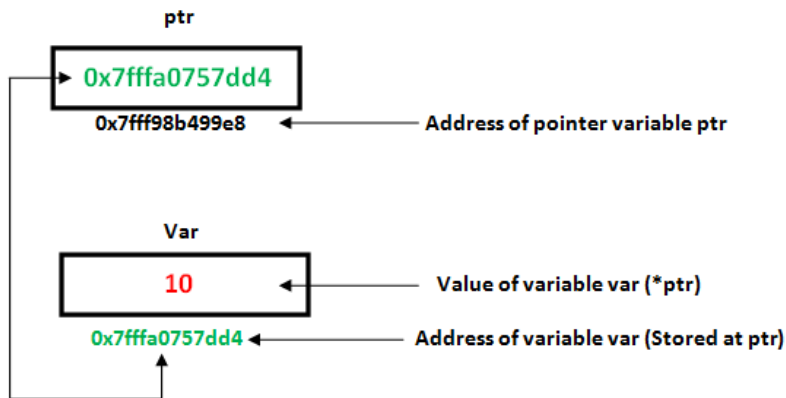 ptr
0x7fffa0757dd4
0x7fff98b499e8 Address of pointer variable ptr
Var
10 Value of variable var (*ptr)
0x7fffa0757dd4 Address of variable var (Stored at ptr)